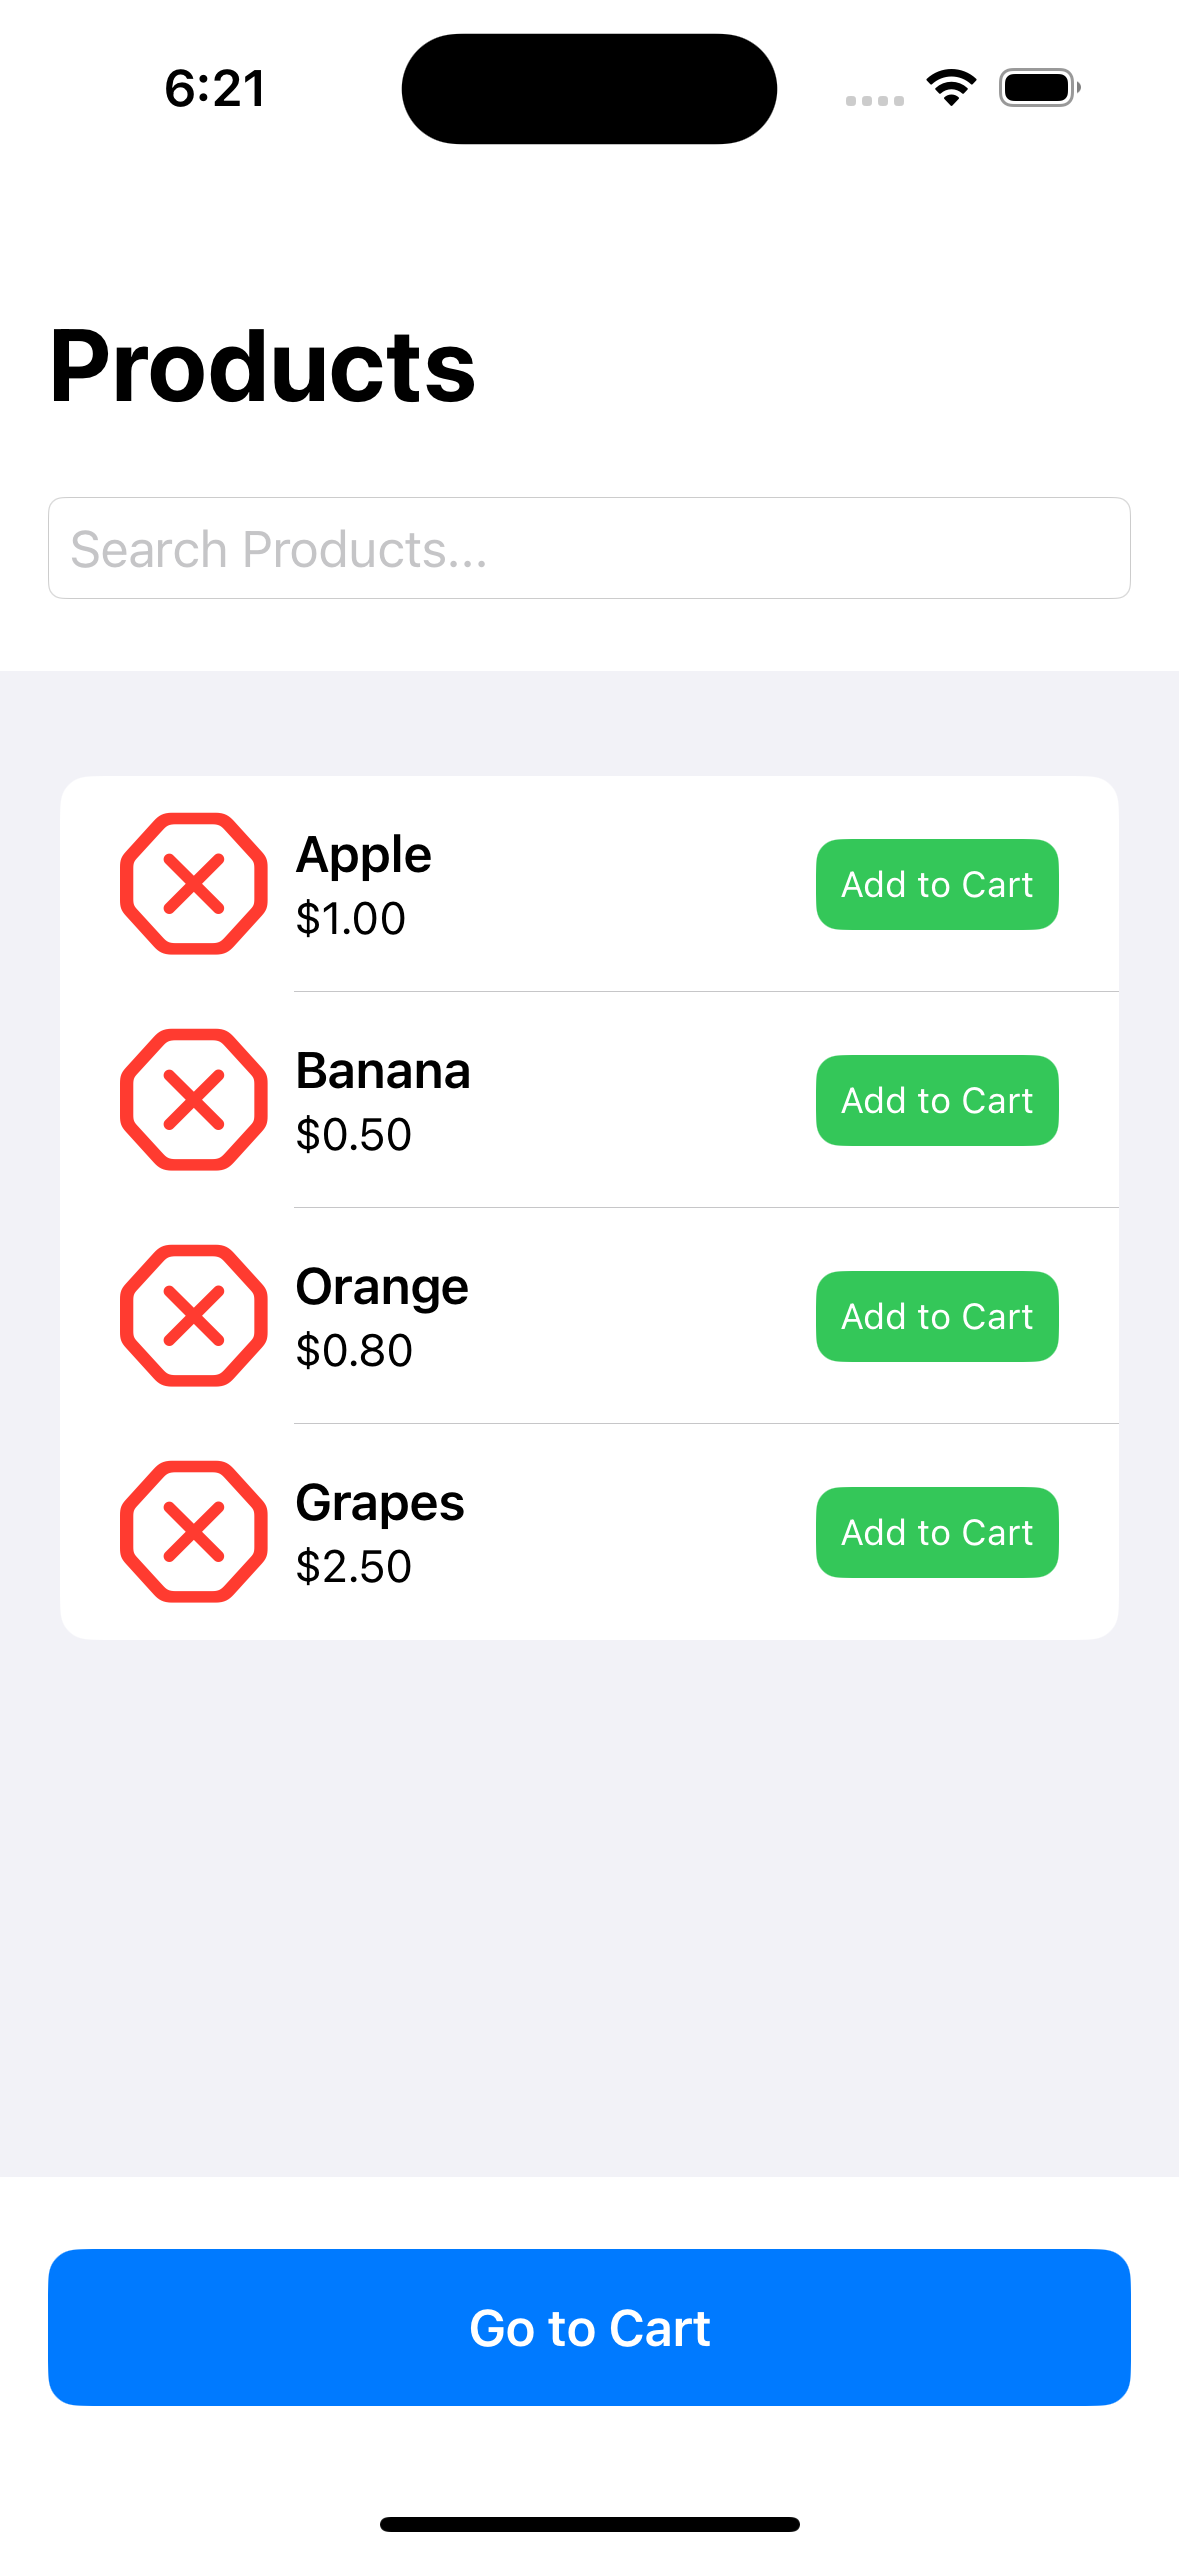 6:21
Products
Search Products...
Apple
$1.00
Add to Cart
Banana
$0.50
Add to Cart
Orange
$0.80
Add to Cart
Grapes
$2.50
Add to Cart
Go to Cart